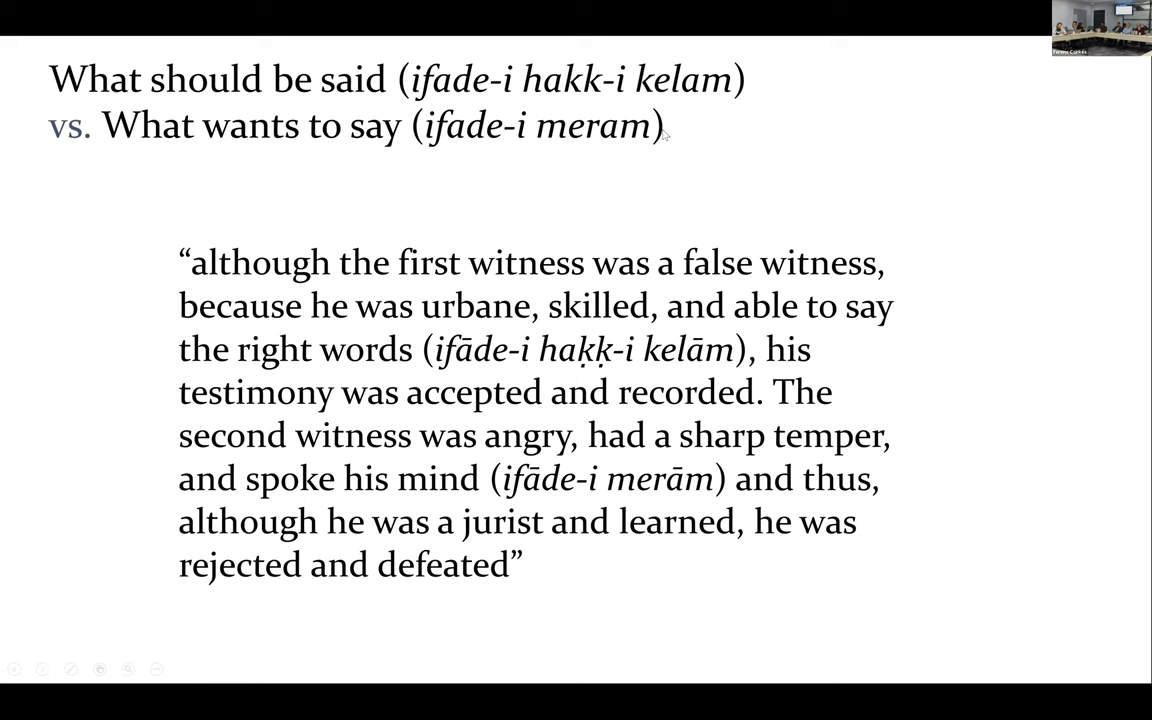 What should be said (ifade-i hakk-i kelam)
vs. What wants to say (ifade-i meram)
“although the first witness was a false witness,
because he was urbane, skilled, and able to say
the right words (ifāde-i haḳḳ-i kelām), his
testimony was accepted and recorded. The
second witness was angry, had a sharp temper,
and spoke his mind (ifāde-i merām) and thus,
although he was a jurist and learned, he was
rejected and defeated”